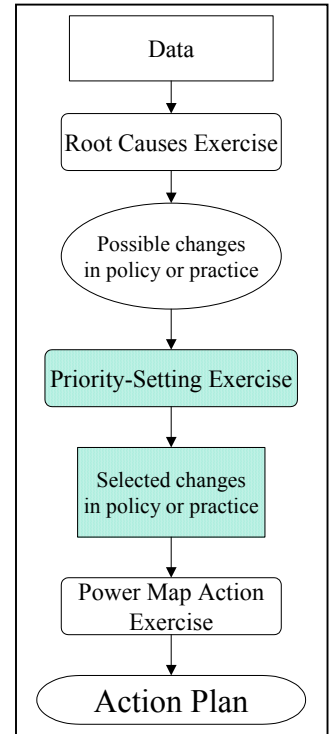 Data
Root Causes Exercise
Possible changes
in policy or practice
Priority-Setting Exercise
Selected changes
in policy or practice
Power Map Action
Exercise
Action Plan